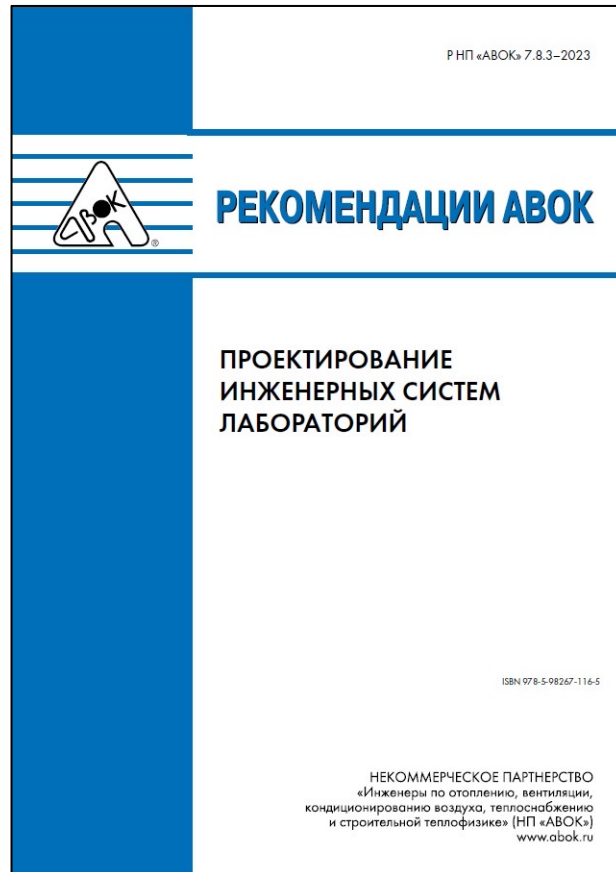 Р НП «АВОК» 7.8.3–2023
АВОК
®
РЕКОМЕНДАЦИИ АВОК
ПРОЕКТИРОВАНИЕ
ИНЖЕНЕРНЫХ СИСТЕМ
ЛАБОРАТОРИЙ
ISBN 978-5-98267-116-5
НЕКОММЕРЧЕСКОЕ ПАРТНЕРСТВО
«Инженеры по отоплению, вентиляции,
кондиционированию воздуха, теплоснабжению
и строительной теплофизике» (НП «АВОК»)
www.abok.ru